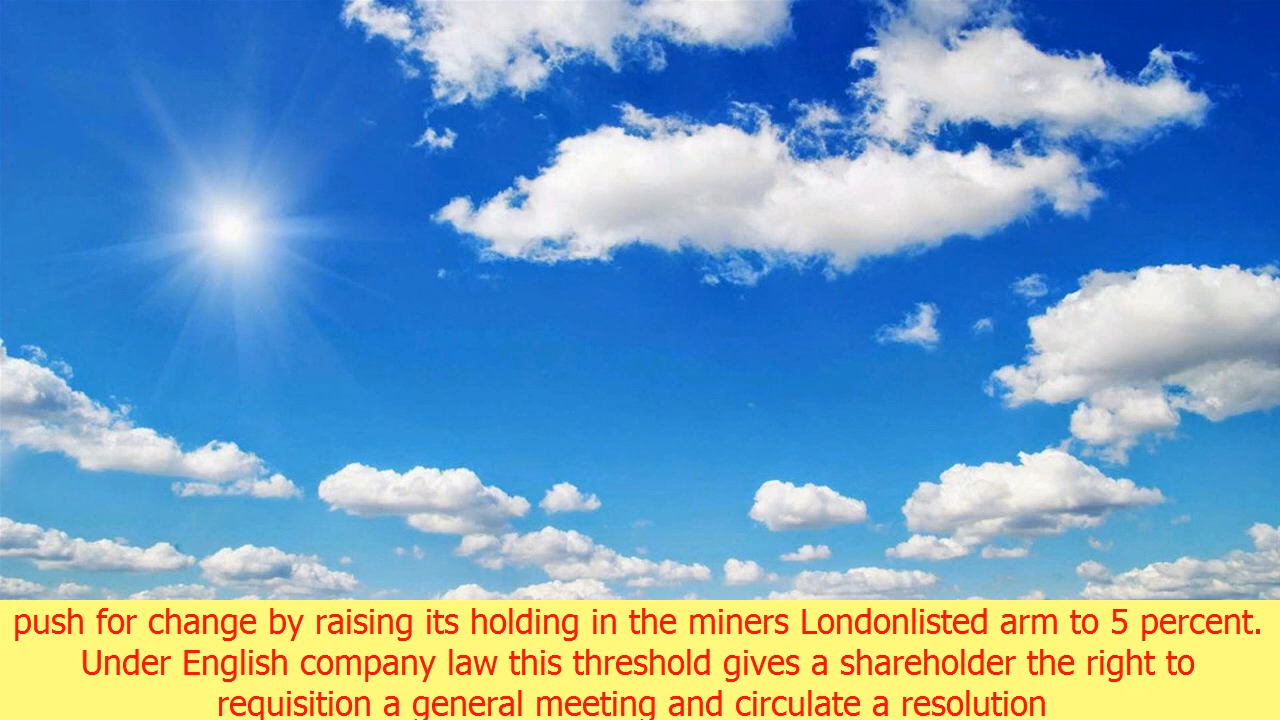 push for change by raising its holding in the miners Londonlisted arm to 5 percent.
Under English company law this threshold gives a shareholder the right to
requisition a general meeting and circulate a resolution